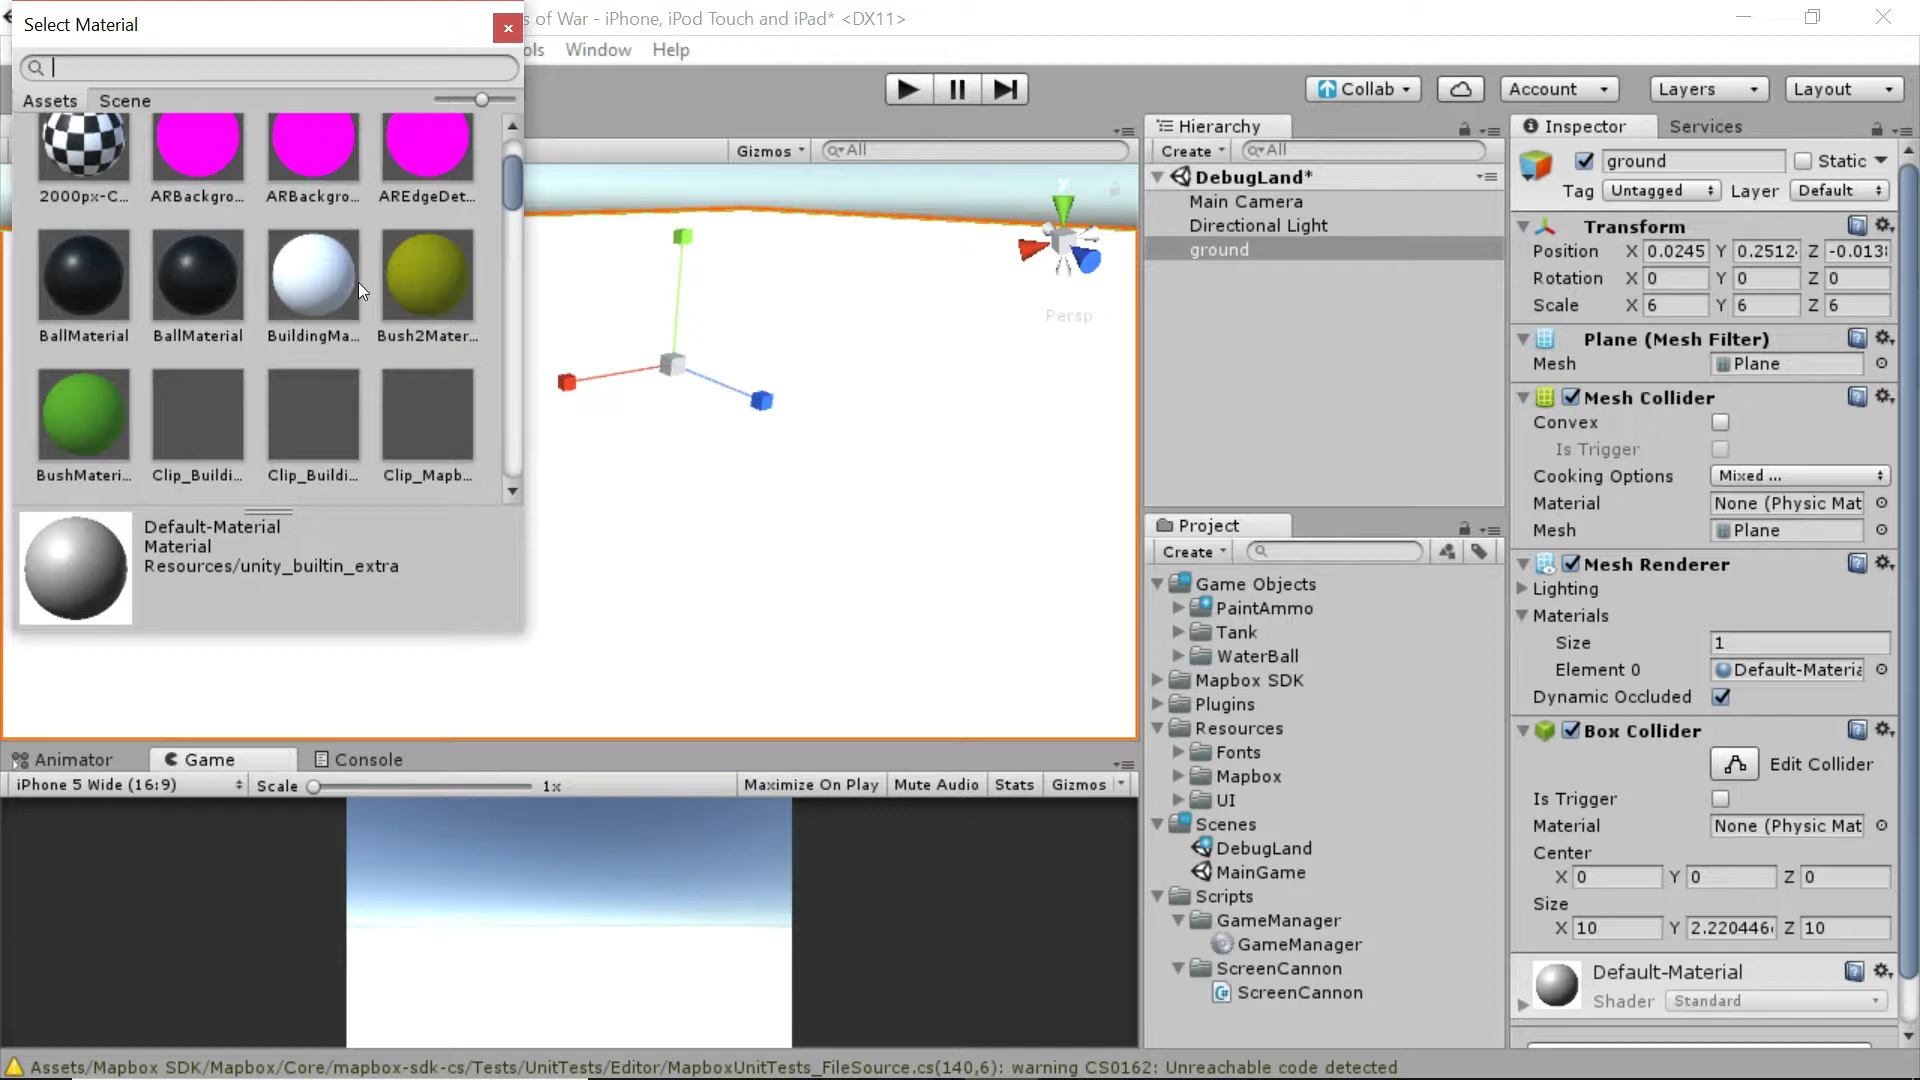 Select Material
s of War - iPhone, iPod Touch and iPad* <DX11>
ols Window Help
Assets Scene
Collab Account Layers Layout
2000px-C... ARBackgro... ARBackgro... AREdgeDet...
BallMaterial BallMaterial BuildingMa... Bush2Mater...
BushMateri... Clip_Buildi... Clip_Buildi... Clip_Mapb...
Default-Material
Material
Resources/unity_builtin_extra
Gizmos All
Persp
Hierarchy
Create All
DebugLand*
Main Camera
Directional Light
ground
Project
Create
Game Objects
PaintAmmo
Tank
WaterBall
Mapbox SDK
Plugins
Resources
Fonts
Mapbox
UI
Scenes
DebugLand
MainGame
Scripts
GameManager
GameManager
ScreenCannon
ScreenCannon
Inspector Services
ground Static
Tag Untagged Layer Default
Transform
Position X 0.0245 Y 0.2512 Z -0.013
Rotation X 0 Y 0 Z 0
Scale X 6 Y 6 Z 6
Plane (Mesh Filter)
Mesh Plane
Mesh Collider
Convex
Is Trigger
Cooking Options Mixed ...
Material None (Physic Mat
Mesh Plane
Mesh Renderer
Lighting
Materials
Size 1
Element 0 Default-Materia
Dynamic Occluded
Box Collider
Edit Collider
Is Trigger
Material None (Physic Mat
Center
X 0 Y 0 Z 0
Size
X 10 Y 2.220446 Z 10
Default-Material
Shader Standard
Animator Game Console
iPhone 5 Wide (16:9) Scale 1x Maximize On Play Mute Audio Stats Gizmos
Assets/Mapbox SDK/Mapbox/Core/mapbox-sdk-cs/Tests/UnitTests/Editor/MapboxUnitTests_FileSource.cs(140,6): warning CS0162: Unreachable code detected